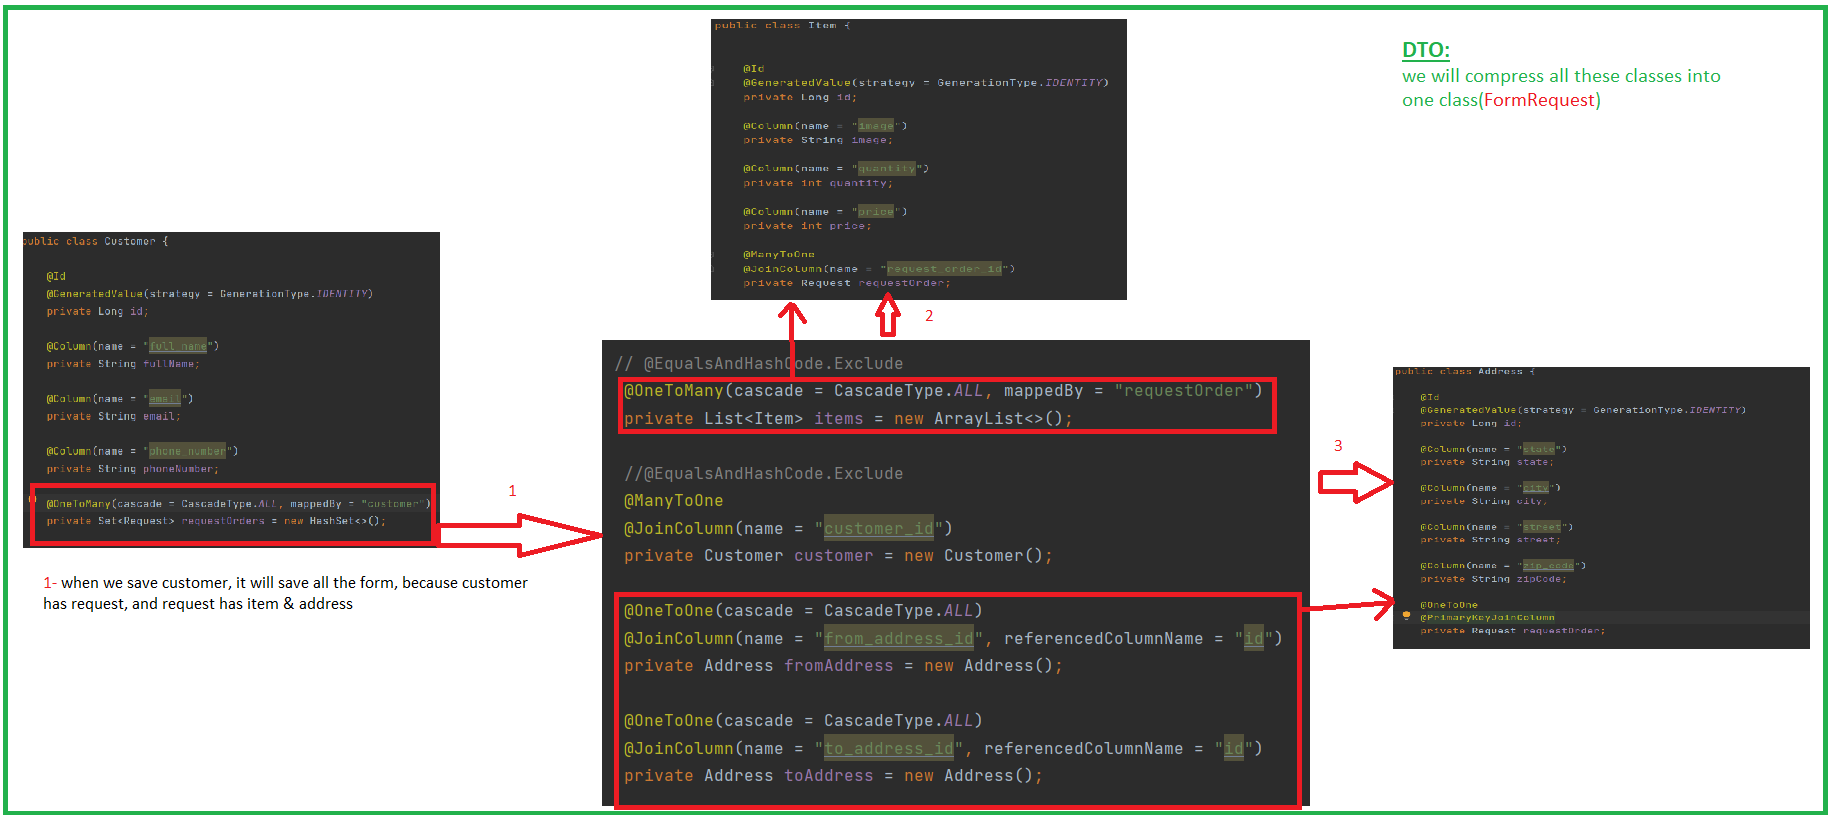 public class Item {
@Id
@GeneratedValue(strategy = GenerationType.IDENTITY)
private Long id;
@Column(name = "image")
private String image;
@Column(name = "quantity")
private int quantity;
@Column(name = "price")
private int price;
@ManyToOne
@JoinColumn(name = "request_order_id")
private Request requestOrder;
DTO:
we will compress all these classes into
one class(FormRequest)
public class Customer {
@Id
@GeneratedValue(strategy = GenerationType.IDENTITY)
private Long id;
@Column(name = "full_name")
private String fullName;
@Column(name = "email")
private String email;
@Column(name = "phone_number")
private String phoneNumber;
@OneToMany(cascade = CascadeType.ALL, mappedBy = "customer")
private Set<Request> requestOrders = new HashSet<>();
1
1- when we save customer, it will save all the form, because customer
has request, and request has item & address
2
// @EqualsAndHashCode.Exclude
@OneToMany(cascade = CascadeType.ALL, mappedBy = "requestOrder")
private List<Item> items = new ArrayList<>();
//@EqualsAndHashCode.Exclude
@ManyToOne
@JoinColumn(name = "customer_id")
private Customer customer = new Customer();
@OneToOne(cascade = CascadeType.ALL)
@JoinColumn(name = "from_address_id", referencedColumnName = "id")
private Address fromAddress = new Address();
@OneToOne(cascade = CascadeType.ALL)
@JoinColumn(name = "to_address_id", referencedColumnName = "id")
private Address toAddress = new Address();
3
public class Address {
@Id
@GeneratedValue(strategy = GenerationType.IDENTITY)
private Long id;
@Column(name = "state")
private String state;
@Column(name = "city")
private String city;
@Column(name = "street")
private String street;
@Column(name = "zip_code")
private String zipCode;
@OneToOne
@PrimaryKeyJoinColumn
private Request requestOrder;